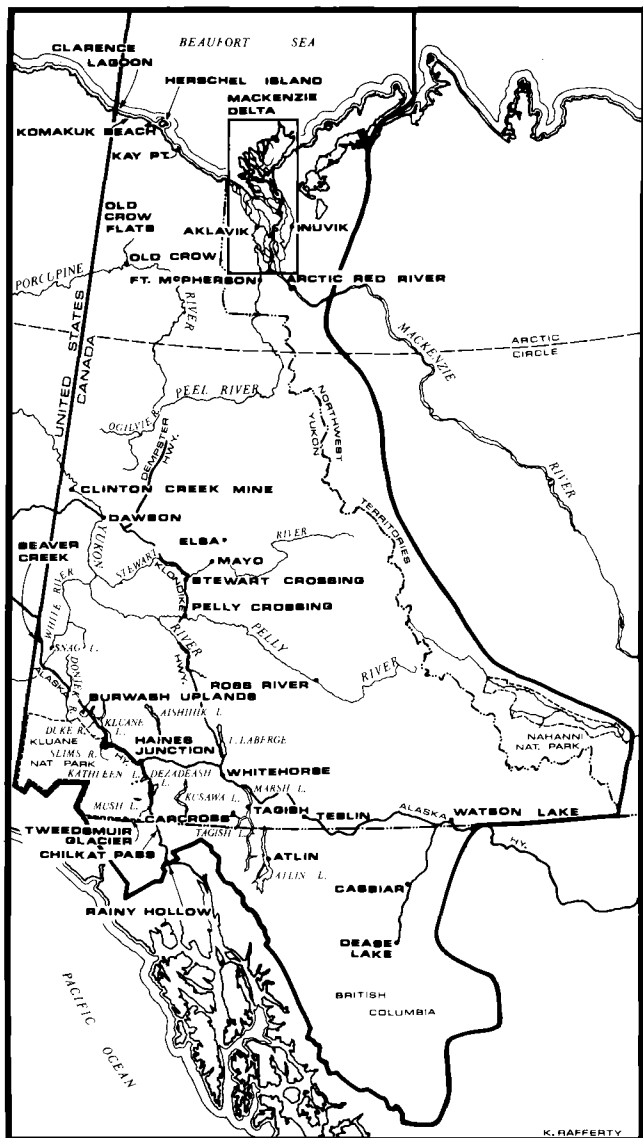 BEAUFORT SEA
CLARENCE
LAGOON
HERSCHEL ISLAND
MACKENZIE
DELTA
KOMAKUK BEACH
KAY PT.
OLD
CROW
FLATS
AKLAVIK
INUVIK
OLD CROW
FT. McPHERSON
ARCTIC RED RIVER
PORCUPINE
RIVER
MACKENZIE
RIVER
ARCTIC
CIRCLE
UNITED STATES
CANADA
PEEL RIVER
NORTHWEST
TERRITORIES
YUKON
OGILVIE R.
DEMPSTER
HWY.
CLINTON CREEK MINE
DAWSON
BEAVER
CREEK
YUKON
ELSA
RIVER
MAYO
STEWART
KLONDIKE
STEWART CROSSING
WHITE RIVER
PELLY CROSSING
RIVER
HWY.
PELLY
RIVER
SNAG L.
DONJEK R.
ALASKA
ROSS RIVER
BURWASH UPLANDS
AISHIHIK L.
KLUANE
L.
DUKE R.
KLUANE
NAT PARK
SLIMS R.
HY.
HAINES
JUNCTION
L. LABERGE
NAHANNI
NAT. PARK
KATHLEEN L.
DEZADEASH
L.
WHITEHORSE
MARSH L.
MUSH L.
KUSAWA L.
TAGISH
TESLIN
ALASKA
WATSON LAKE
HY.
CARCROSS
TWEEDSMUIR
GLACIER
TAGISH L.
CHILKAT PASS
ATLIN
ATLIN L.
CASSIAR
RAINY HOLLOW
DEASE
LAKE
BRITISH
COLUMBIA
PACIFIC OCEAN
K. RAFFERTY